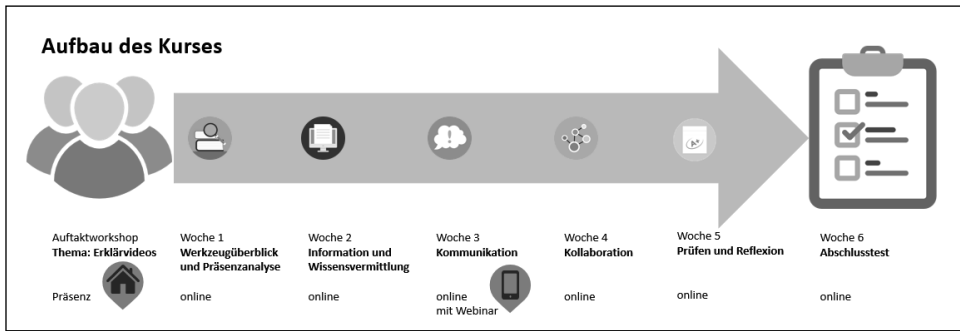 Aufbau des Kurses
Auftaktworkshop
Thema: Erklärvideos
Präsenz
Woche 1
Werkzeugüberblick
und Präsenzanalyse
online
Woche 2
Information und
Wissensvermittlung
online
Woche 3
Kommunikation
online
mit Webinar
Woche 4
Kollaboration
online
Woche 5
Prüfen und Reflexion
online
Woche 6
Abschlusstest
online